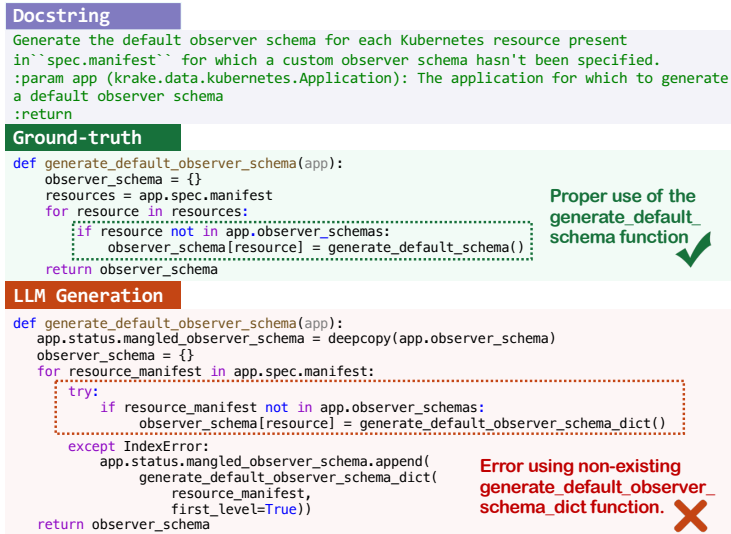 Docstring
Generate the default observer schema for each Kubernetes resource present
in``spec.manifest`` for which a custom observer schema hasn't been specified.
:param app (krake.data.kubernetes.Application): The application for which to generate
a default observer schema
:return
Ground-truth
def generate_default_observer_schema(app):
    observer_schema = {}
    resources = app.spec.manifest
    for resource in resources:
        if resource not in app.observer_schemas:
            observer_schema[resource] = generate_default_schema()
    return observer_schema
Proper use of the
generate_default_
schema function
LLM Generation
def generate_default_observer_schema(app):
    app.status.mangled_observer_schema = deepcopy(app.observer_schema)
    observer_schema = {}
    for resource_manifest in app.spec.manifest:
        try:
            if resource_manifest not in app.observer_schemas:
                observer_schema[resource] = generate_default_observer_schema_dict()
        except IndexError:
            app.status.mangled_observer_schema.append(
                generate_default_observer_schema_dict(
                    resource_manifest,
                    first_level=True))
    return observer_schema
Error using non-existing
generate_default_observer_
schema_dict function.